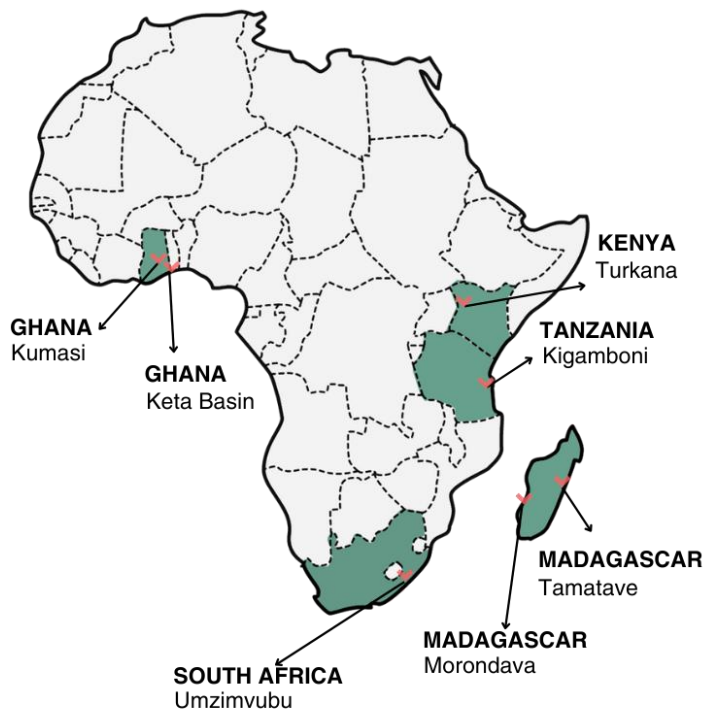 KENYA
Turkana
GHANA
Kumasi
TANZANIA
Kigamboni
GHANA
Keta Basin
MADAGASCAR
Tamatave
MADAGASCAR
Morondava
SOUTH AFRICA
Umzimvubu